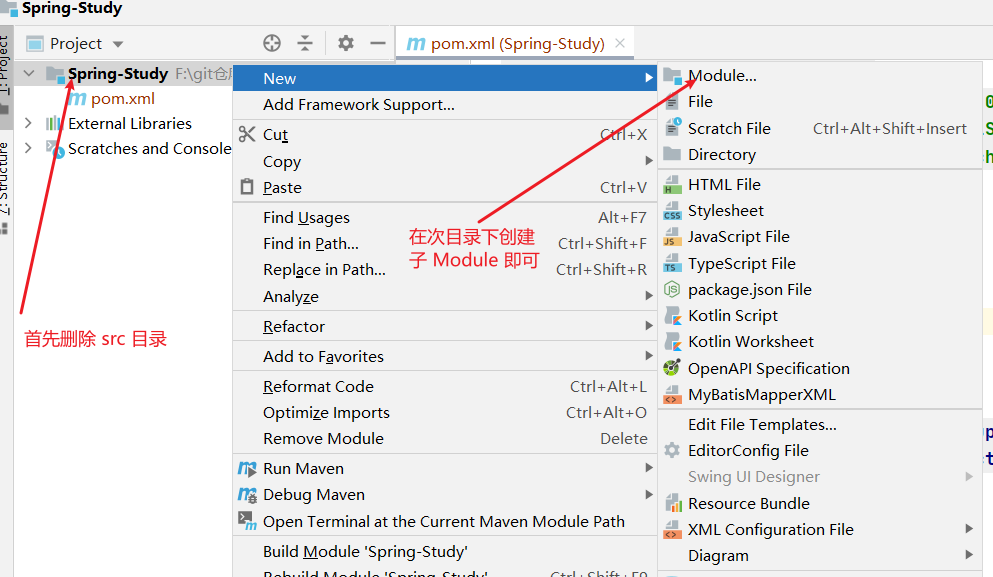 Spring-Study
1: Project
Project
pom.xml (Spring-Study)
Spring-Study F:\git仓
pom.xml
External Libraries
Scratches and Console
7: Structure
首先删除 src 目录
New
Add Framework Support...
Cut Ctrl+X
Copy
Paste Ctrl+V
Find Usages Alt+F7
Find in Path... Ctrl+Shift+F
Replace in Path... Ctrl+Shift+R
Analyze
Refactor
Add to Favorites
Reformat Code Ctrl+Alt+L
Optimize Imports Ctrl+Alt+O
Remove Module Delete
Run Maven
Debug Maven
Open Terminal at the Current Maven Module Path
Build Module 'Spring-Study'
Rebuild Module 'Spring-Study' Ctrl+Shift+F9
在次目录下创建
子 Module 即可
Module...
File
Scratch File Ctrl+Alt+Shift+Insert
Directory
HTML File
Stylesheet
JavaScript File
TypeScript File
package.json File
Kotlin Script
Kotlin Worksheet
OpenAPI Specification
MyBatisMapperXML
Edit File Templates...
EditorConfig File
Swing UI Designer
Resource Bundle
XML Configuration File
Diagram